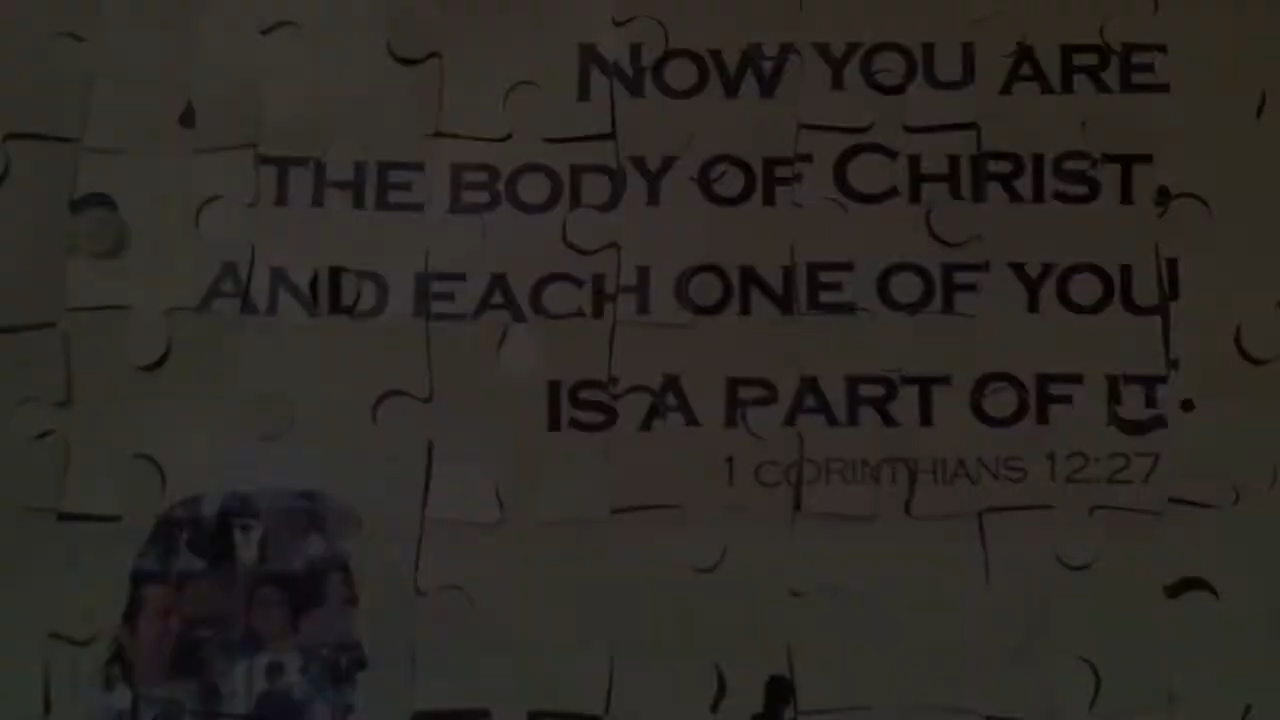 NOW YOU ARE
THE BODY OF CHRIST,
AND EACH ONE OF YOU
IS A PART OF IT.
1 CORINTHIANS 12:27